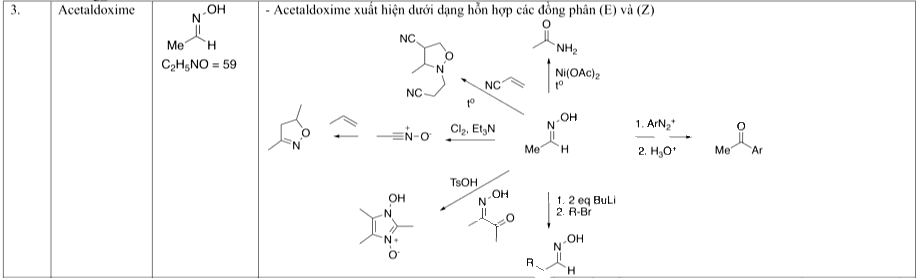 3.
Acetaldoxime
N OH
Me H
C₂H₅NO = 59
- Acetaldoxime xuất hiện dưới dạng hỗn hợp các đồng phân (E) và (Z)
NC
O
N
NC
NC
t°
O
NH₂
Ni(OAc)₂
t°
O
N
N⁺-O⁻
Cl₂, Et₃N
N OH
Me H
1. ArN₂⁺
2. H₃O⁺
O
Me Ar
OH
N
N⁺
O⁻
TsOH
N OH
O
1. 2 eq BuLi
2. R-Br
N OH
R H